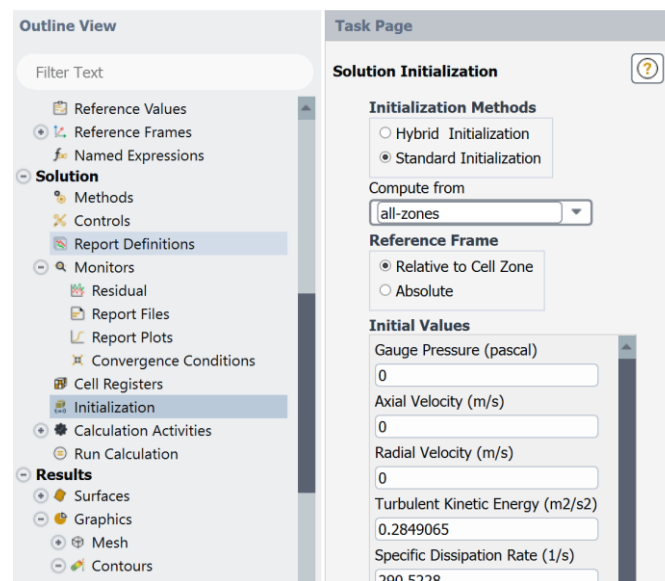 Outline View
Filter Text
Reference Values
Reference Frames
Named Expressions
Solution
Methods
Controls
Report Definitions
Monitors
Residual
Report Files
Report Plots
Convergence Conditions
Cell Registers
Initialization
Calculation Activities
Run Calculation
Results
Surfaces
Graphics
Mesh
Contours
Task Page
Solution Initialization
?
Initialization Methods
Hybrid Initialization
Standard Initialization
Compute from
all-zones
Reference Frame
Relative to Cell Zone
Absolute
Initial Values
Gauge Pressure (pascal)
0
Axial Velocity (m/s)
0
Radial Velocity (m/s)
0
Turbulent Kinetic Energy (m2/s2)
0.2849065
Specific Dissipation Rate (1/s)
290.5228